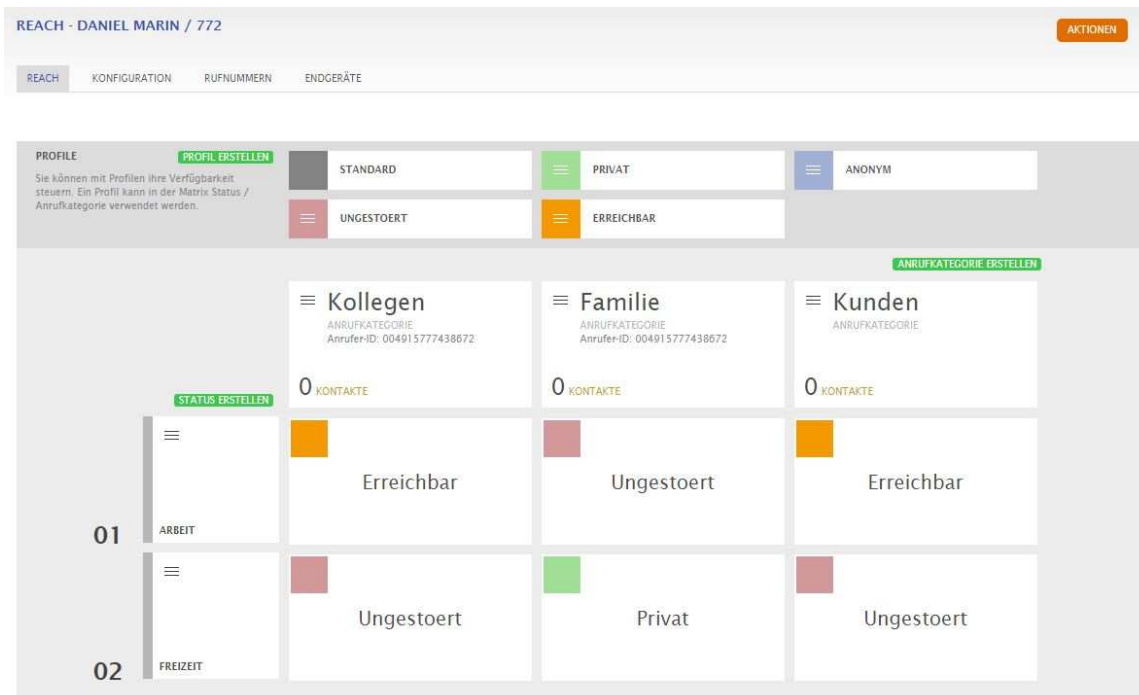 REACH - DANIEL MARIN / 772
AKTIONEN
REACH
KONFIGURATION
RUFNUMMERN
ENDGERÄTE
PROFILE
PROFIL ERSTELLEN
Sie können mit Profilen ihre Verfügbarkeit
steuern. Ein Profil kann in der Matrix Status /
Anrufkategorie verwendet werden.
STANDARD
PRIVAT
ANONYM
UNGESTOERT
ERREICHBAR
ANRUFKATEGORIE ERSTELLEN
Kollegen
ANRUFKATEGORIE
Anrufer-ID: 004915777438672
0 KONTAKTE
Familie
ANRUFKATEGORIE
Anrufer-ID: 004915777438672
0 KONTAKTE
Kunden
ANRUFKATEGORIE
0 KONTAKTE
STATUS ERSTELLEN
01
ARBEIT
Erreichbar
Ungestoert
Erreichbar
02
FREIZEIT
Ungestoert
Privat
Ungestoert